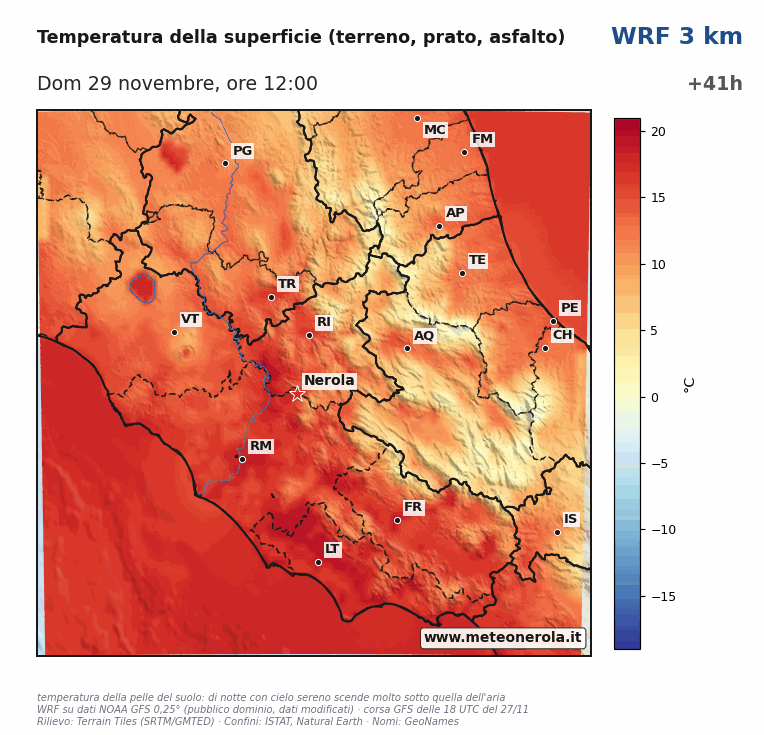 Temperatura della superficie (terreno, prato, asfalto)
WRF 3 km
Dom 29 novembre, ore 12:00
+41h
MC
FM
PG
AP
TE
TR
PE
VT
RI
AQ
CH
Nerola
RM
FR
IS
LT
www.meteonerola.it
20
15
10
5
0
−5
−10
−15
°C
temperatura della pelle del suolo: di notte con cielo sereno scende molto sotto quella dell'aria
WRF su dati NOAA GFS 0,25° (pubblico dominio, dati modificati) · corsa GFS delle 18 UTC del 27/11
Rilievo: Terrain Tiles (SRTM/GMTED) · Confini: ISTAT, Natural Earth · Nomi: GeoNames